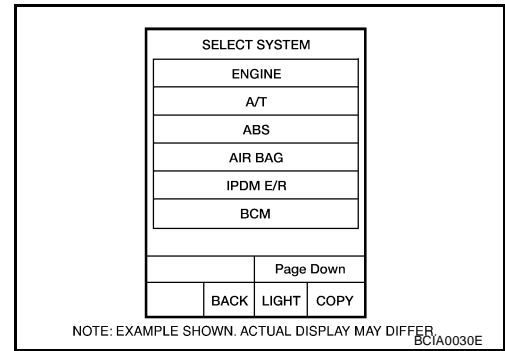 SELECT SYSTEM
ENGINE
A/T
ABS
AIR BAG
IPDM E/R
BCM
Page Down
BACK LIGHT COPY
NOTE: EXAMPLE SHOWN. ACTUAL DISPLAY MAY DIFFER.
BCIA0030E